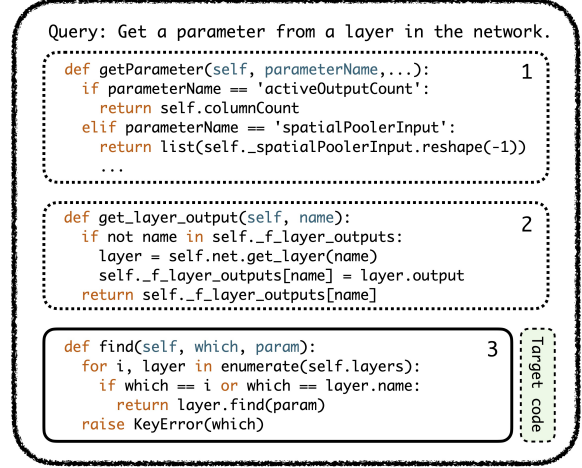 Query: Get a parameter from a layer in the network.
def getParameter(self, parameterName,...):
if parameterName == 'activeOutputCount':
return self.columnCount
elif parameterName == 'spatialPoolerInput':
return list(self._spatialPoolerInput.reshape(-1))
...
1
def get_layer_output(self, name):
if not name in self._f_layer_outputs:
layer = self.net.get_layer(name)
self._f_layer_outputs[name] = layer.output
return self._f_layer_outputs[name]
2
def find(self, which, param):
for i, layer in enumerate(self.layers):
if which == i or which == layer.name:
return layer.find(param)
raise KeyError(which)
3
Target code